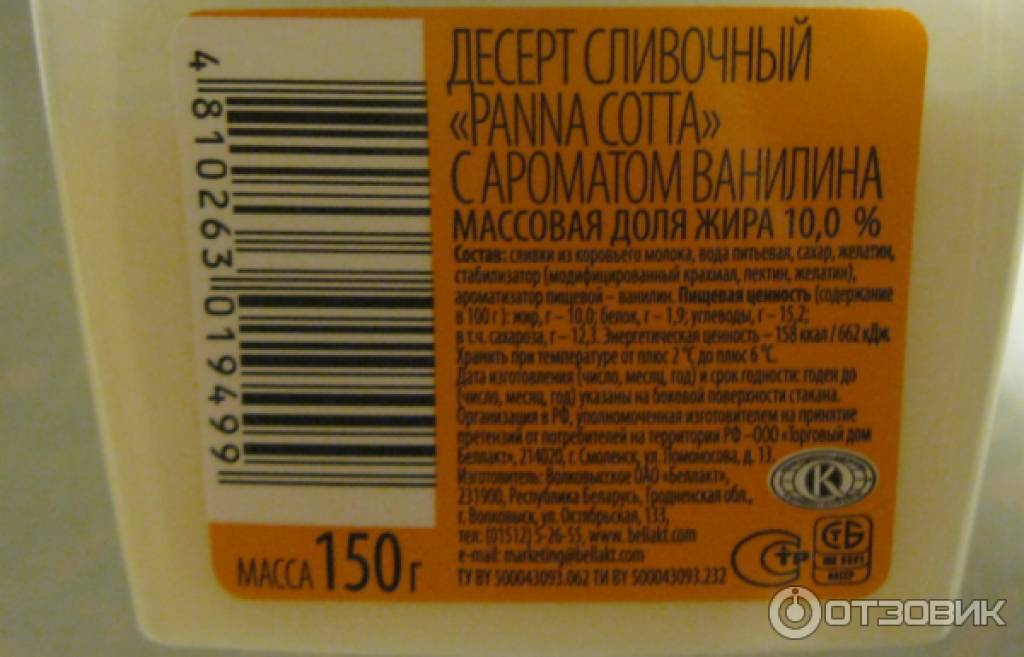 ДЕСЕРТ СЛИВОЧНЫЙ
«PANNA COTTA»
С АРОМАТОМ ВАНИЛИНА
МАССОВАЯ ДОЛЯ ЖИРА 10,0 %
Состав: сливки из коровьего молока, вода питьевая, сахар, желатин,
стабилизатор (модифицированный крахмал, пектин, желатин),
ароматизатор пищевой – ванилин. Пищевая ценность (содержание
в 100 г): жир, г – 10,0; белок, г – 1,9; углеводы, г – 15,2;
в т.ч. сахароза, г – 12,3. Энергетическая ценность – 158 ккал / 662 кДж.
Хранить при температуре от плюс 2 °С до плюс 6 °С.
Дата изготовления (число, месяц, год) и срок годности: годен до
(число, месяц, год) указаны на боковой поверхности стакана.
Организация в РФ, уполномоченная изготовителем на принятие
претензий от потребителей на территории РФ –ООО «Торговый дом
Беллакт», 214020, г. Смоленск, ул. Ломоносова, д. 13.
Изготовитель: Волковысское ОАО «Беллакт»,
231900, Республика Беларусь, Гродненская обл.,
г. Волковыск, ул. Октябрьская, 133,
тел: (01512) 5-26-55, www. bellakt.com
e-mail: marketing@bellakt.com
ТУ BY 500043093.062 ТИ BY 500043093.232
4 810263 019499
МАССА 150 г
К
СТР
СТБ
ОТЗОВИК